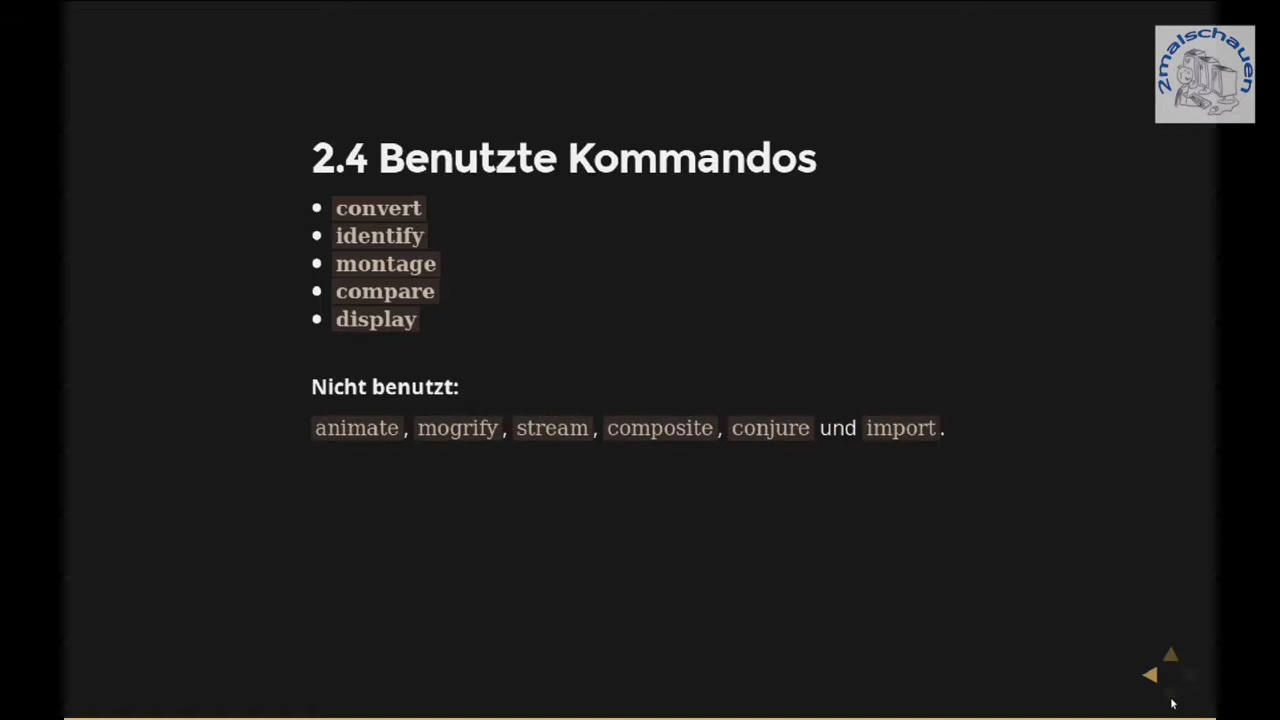 2malschauen
2.4 Benutzte Kommandos
• convert
• identify
• montage
• compare
• display
Nicht benutzt:
animate, mogrify, stream, composite, conjure und import.